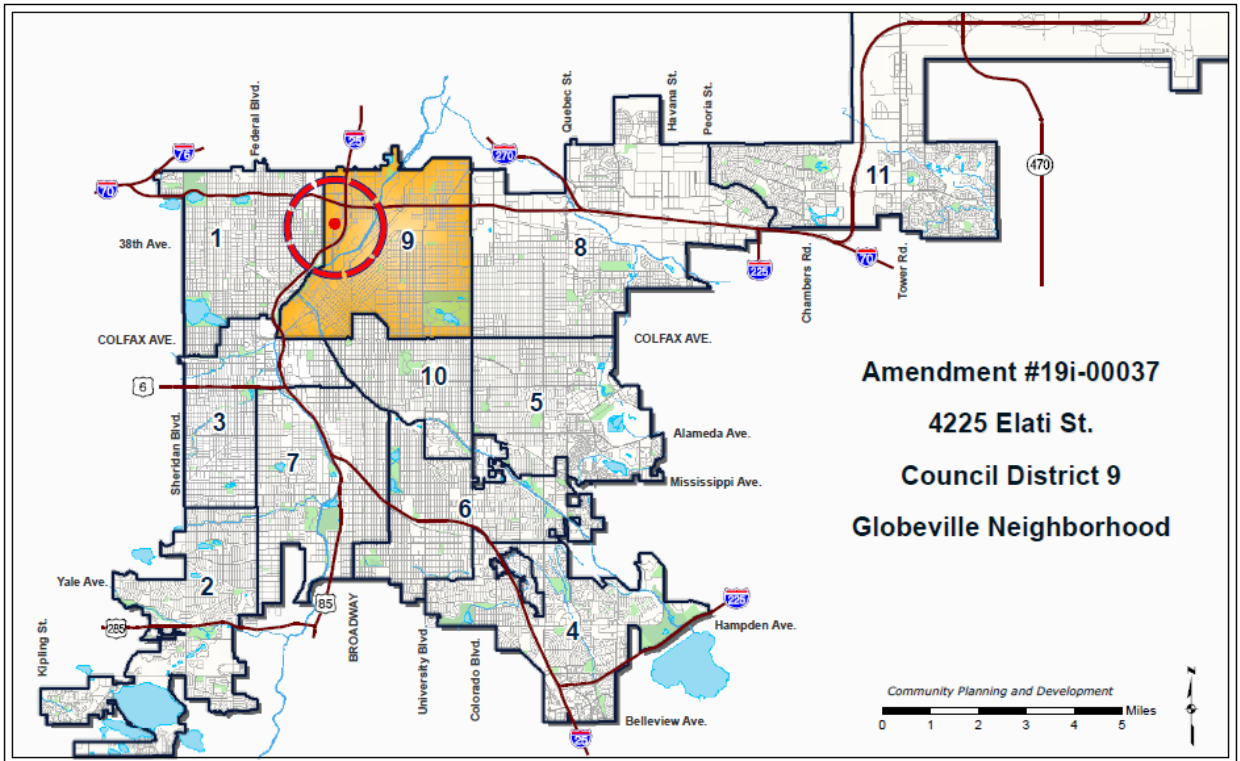 Federal Blvd.
Quebec St.
Havana St.
Peoria St.
25
76
270
70
470
11
38th Ave.
1
9
8
225
70
Chambers Rd.
Tower Rd.
COLFAX AVE.
COLFAX AVE.
6
10
5
Sheridan Blvd.
3
7
Alameda Ave.
Mississippi Ave.
6
Yale Ave.
2
85
BROADWAY
285
University Blvd.
Colorado Blvd.
4
225
Hampden Ave.
Kipling St.
Belleview Ave.
25
Amendment #19i-00037
4225 Elati St.
Council District 9
Globeville Neighborhood
Community Planning and Development
Miles
0 1 2 3 4 5
N